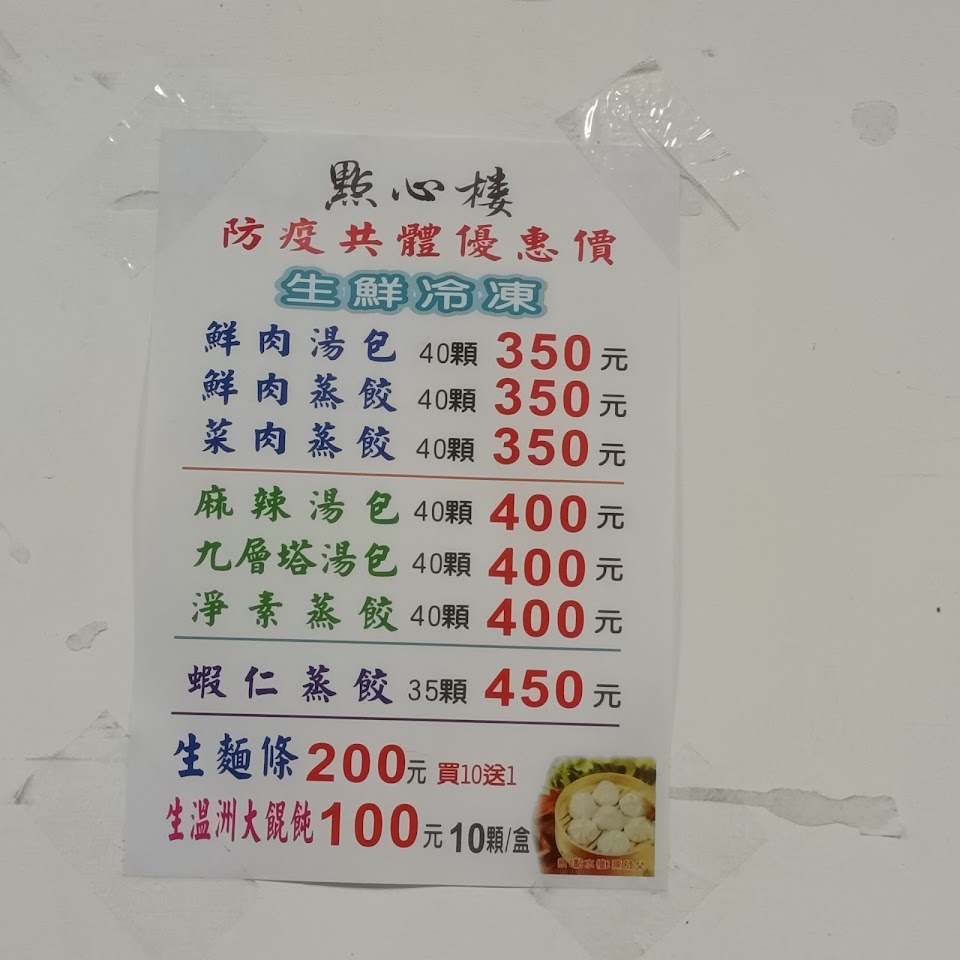 點心樓
防疫共體優惠價
生鮮冷凍
鮮肉湯包 40顆 350元
鮮肉蒸餃 40顆 350元
菜肉蒸餃 40顆 350元
麻辣湯包 40顆 400元
九層塔湯包 40顆 400元
淨素蒸餃 40顆 400元
蝦仁蒸餃 35顆 450元
生麵條 200元 買10送1
生溫洲大餛飩 100元 10顆/盒